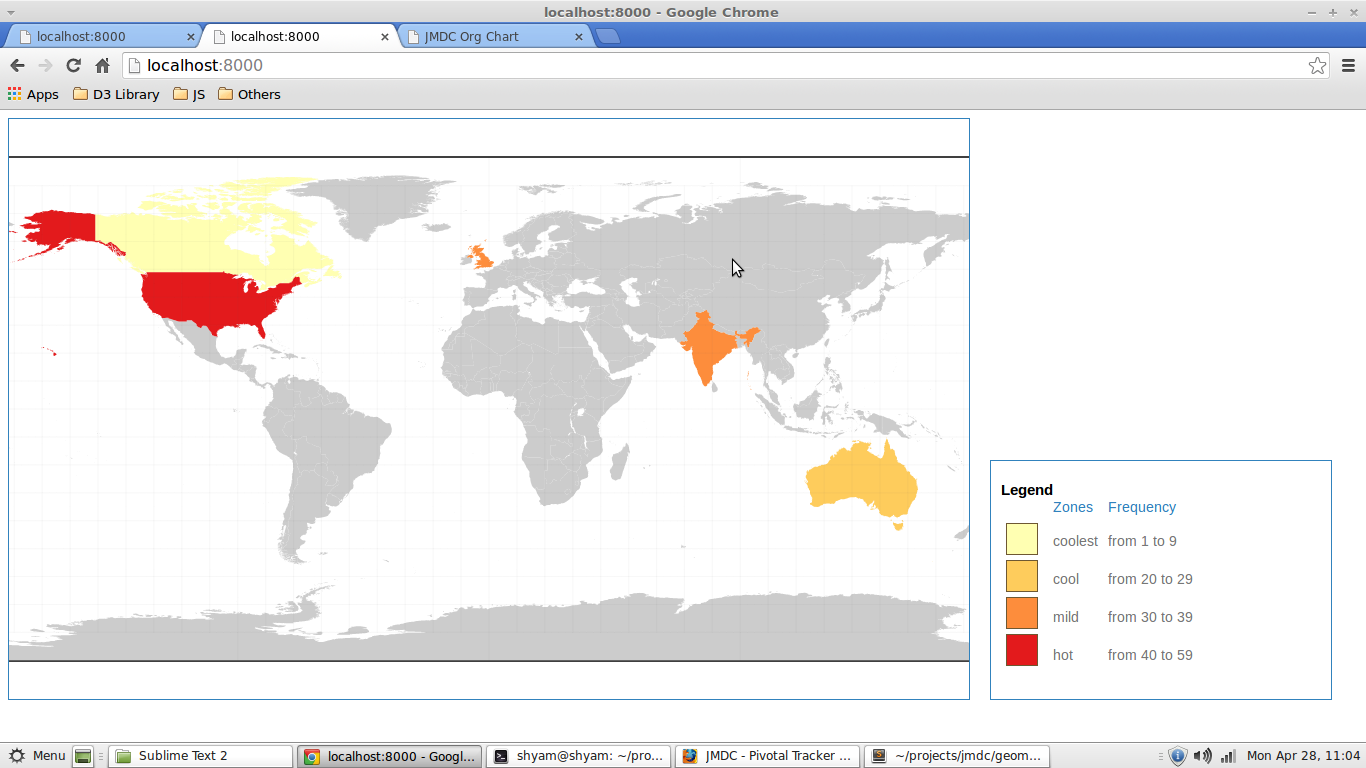 localhost:8000 - Google Chrome
localhost:8000 localhost:8000 JMDC Org Chart
localhost:8000
Apps D3 Library JS Others
Legend
Zones Frequency
coolest from 1 to 9
cool from 20 to 29
mild from 30 to 39
hot from 40 to 59
Menu Sublime Text 2 localhost:8000 - Googl... shyam@shyam: ~/pro... JMDC - Pivotal Tracker ... ~/projects/jmdc/geom... Mon Apr 28, 11:04